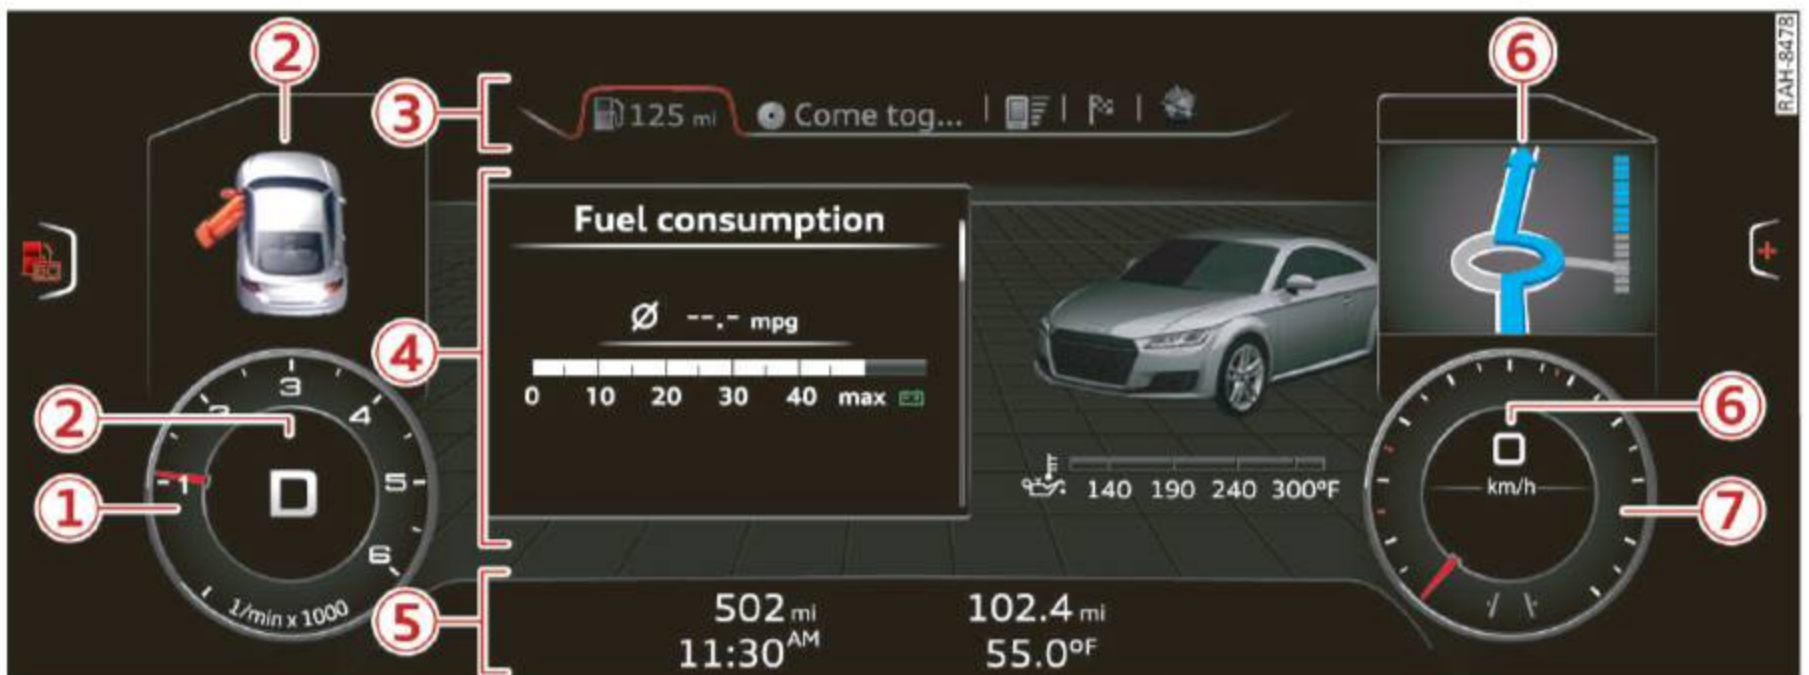 RAH-8478
2
6
3
125 mi
Come tog...
4
Fuel consumption
Ø --.- mpg
0 10 20 30 40 max
140 190 240 300°F
2
1
1 2 3 4 5 6
D
1/min x 1000
6
0
km/h
7
5
502 mi
102.4 mi
11:30 AM
55.0°F